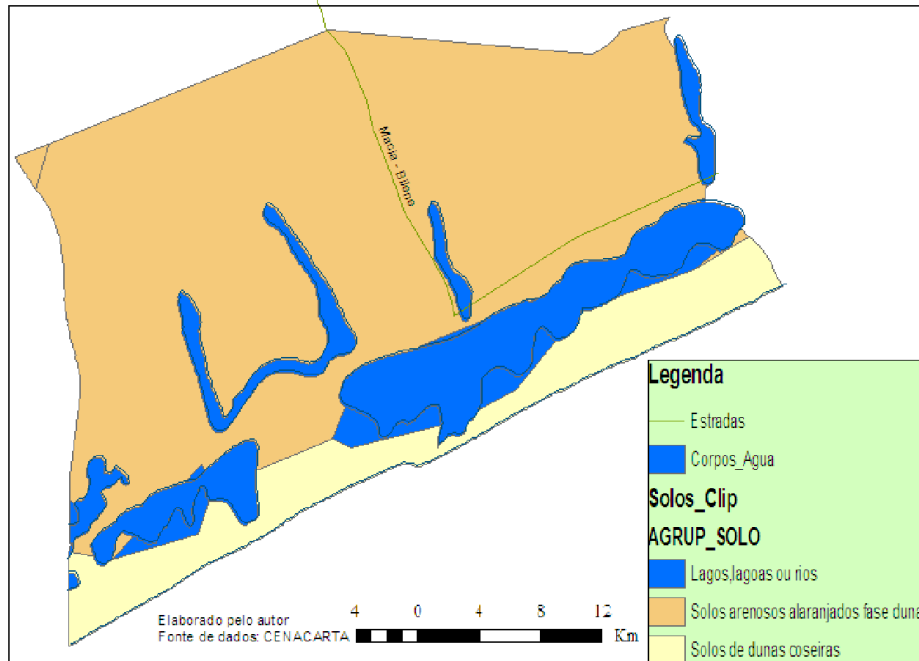 Macia - Bilene
Legenda
Estradas
Corpos_Agua
Solos_Clip
AGRUP_SOLO
Lagos,lagoas ou rios
Solos arenosos alaranjados fase duna
Solos de dunas coseiras
Elaborado pelo autor
Fonte de dados: CENACARTA
4 0 4 8 12
Km